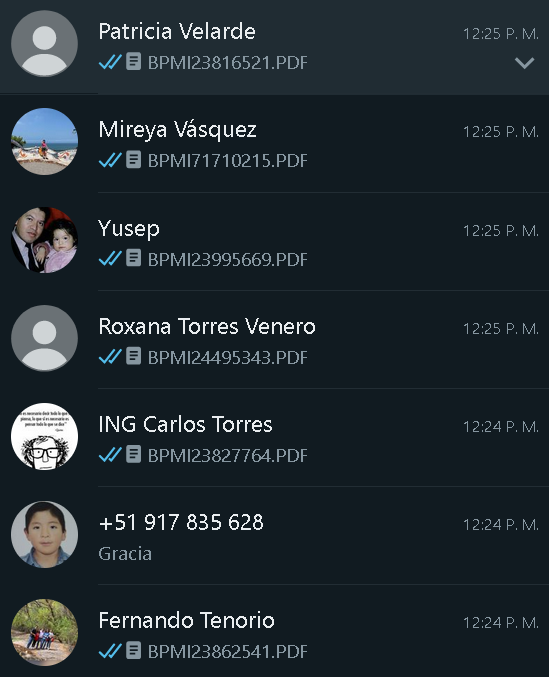 Patricia Velarde
12:25 P. M.
BPMI23816521.PDF
Mireya Vásquez
12:25 P. M.
BPMI71710215.PDF
Yusep
12:25 P. M.
BPMI23995669.PDF
Roxana Torres Venero
12:25 P. M.
BPMI24495343.PDF
ING Carlos Torres
12:24 P. M.
BPMI23827764.PDF
+51 917 835 628
12:24 P. M.
Gracia
Fernando Tenorio
12:24 P. M.
BPMI23862541.PDF